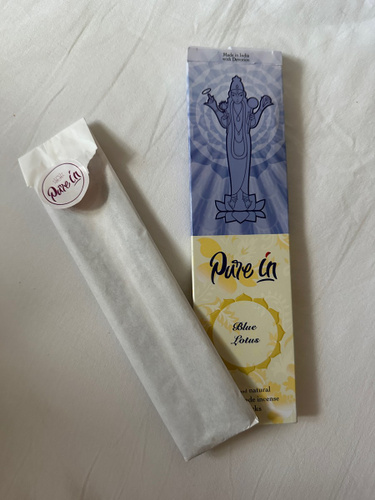 Made in India
with Devotion
Pure in
Pure in
Blue
Lotus
natural
incense